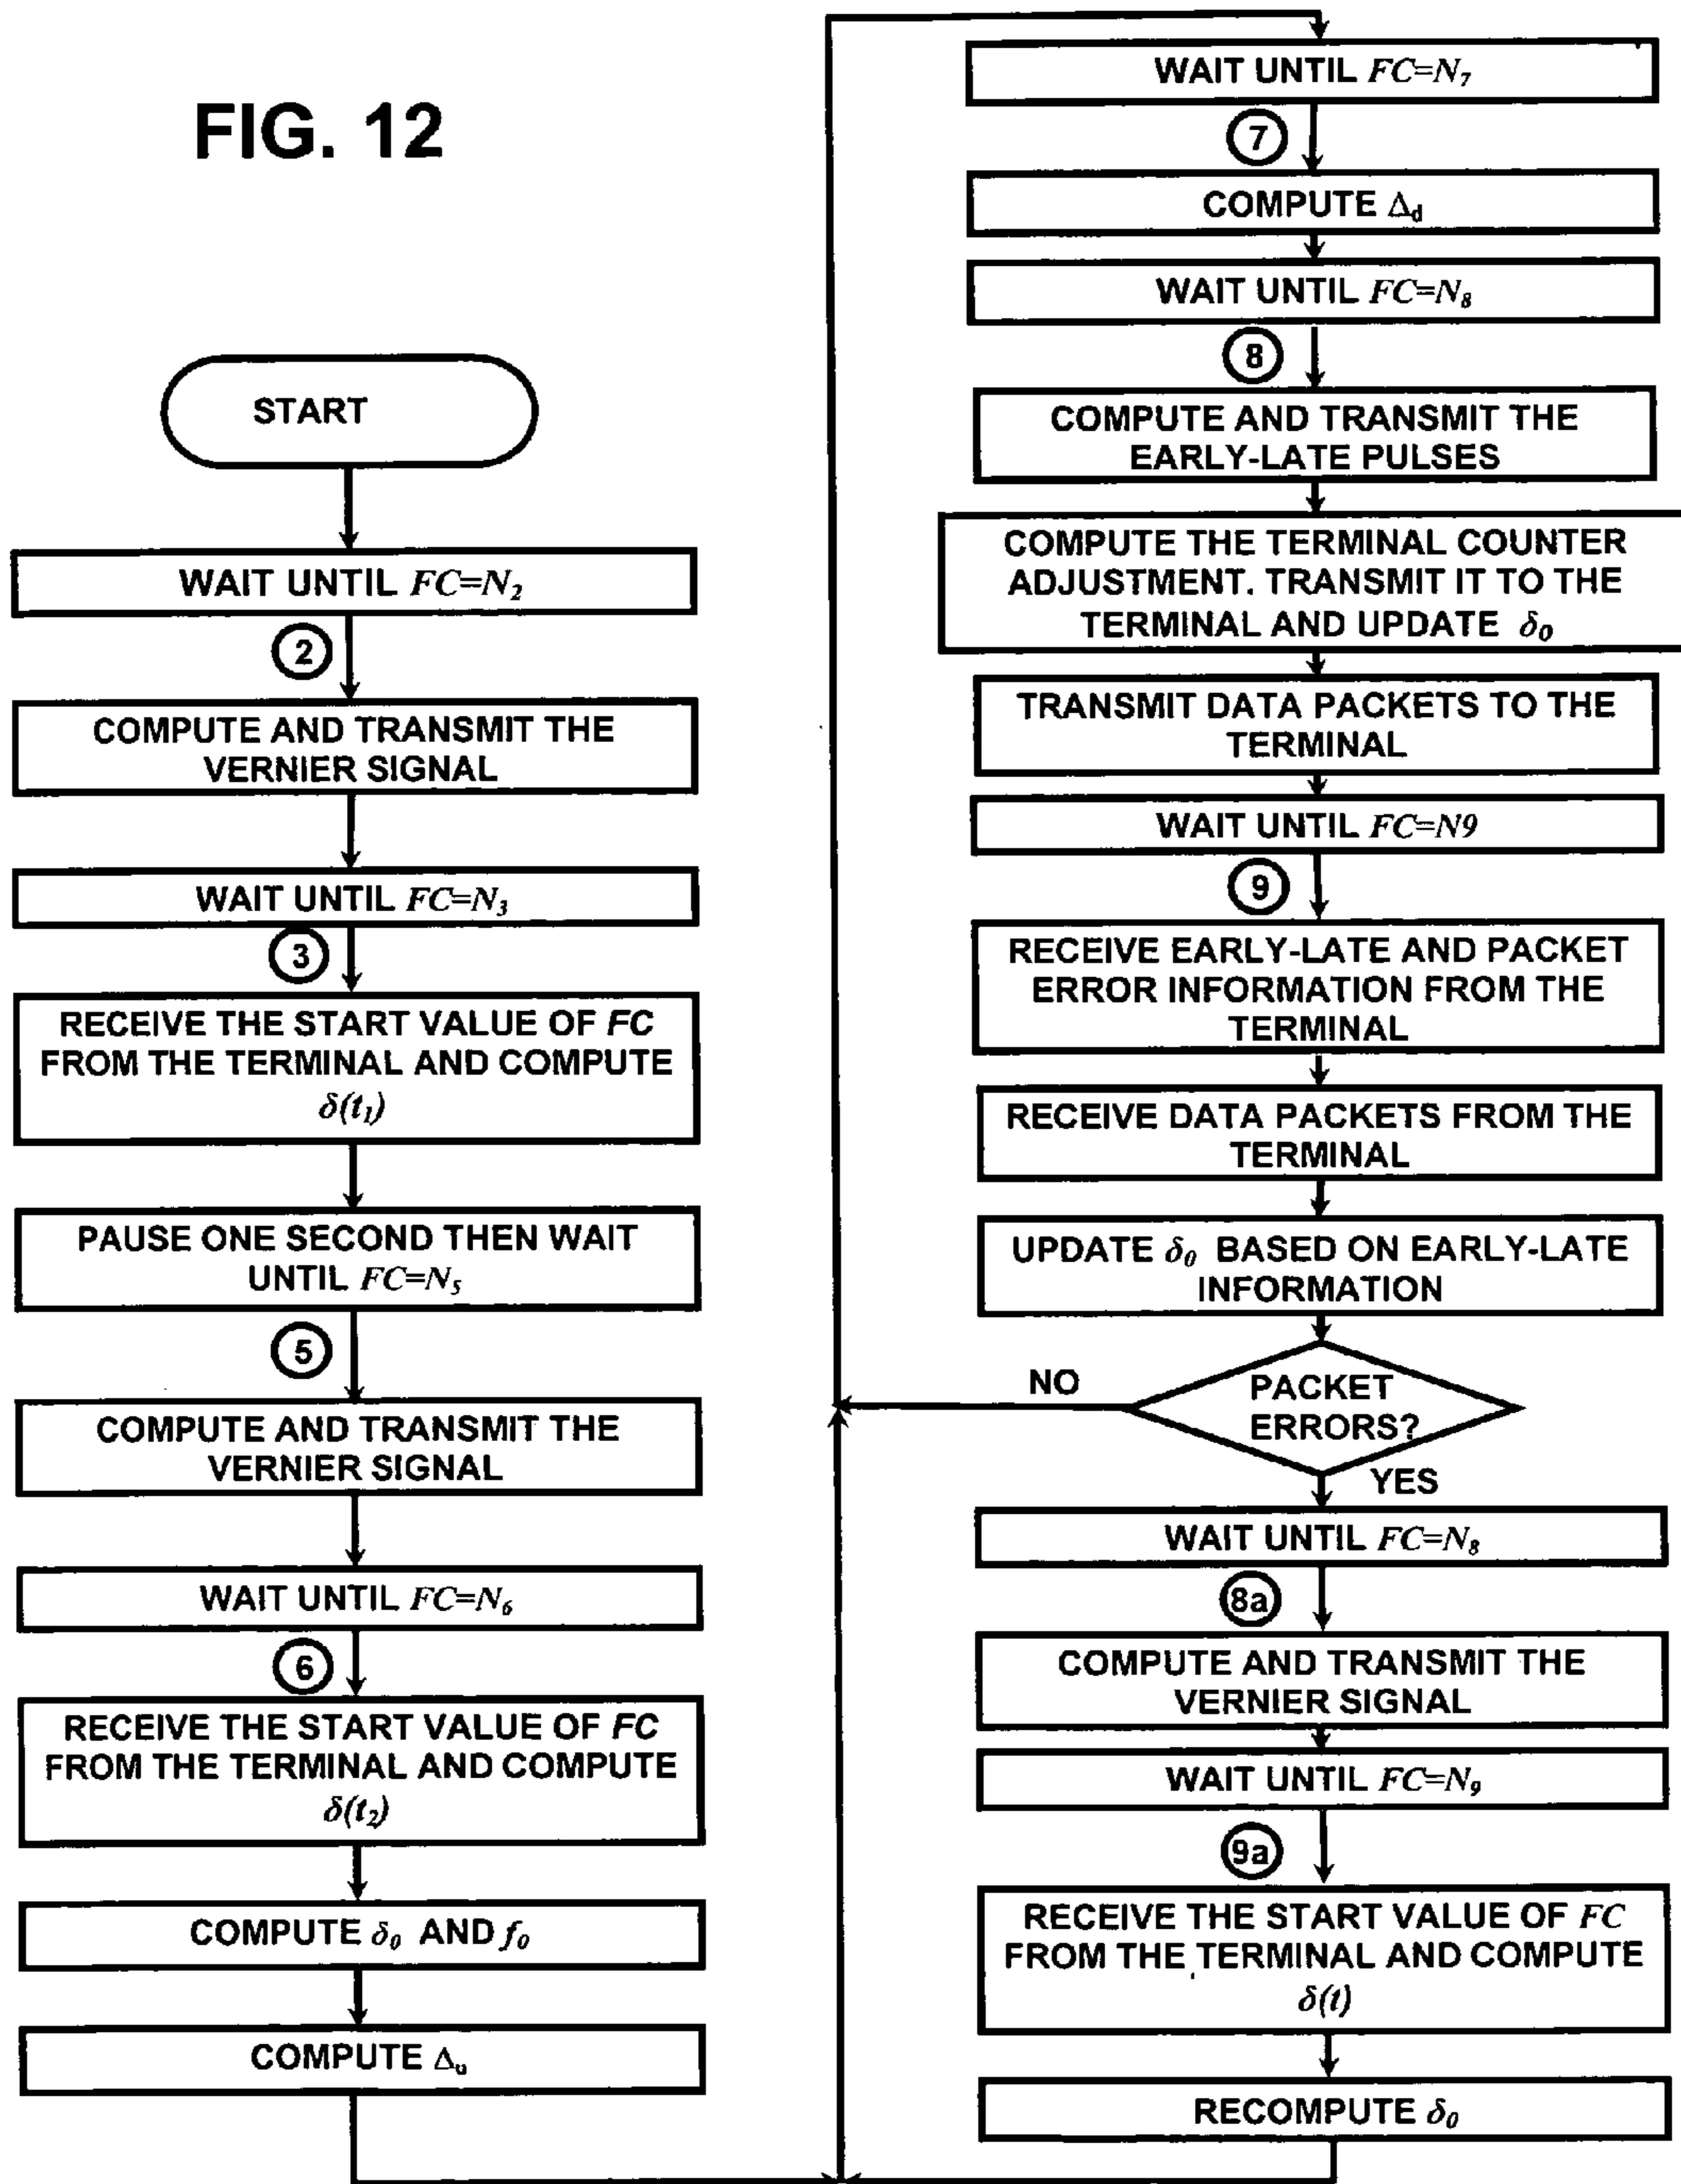 FIG. 12
START
WAIT UNTIL FC=N₂
2
COMPUTE AND TRANSMIT THE
VERNIER SIGNAL
WAIT UNTIL FC=N₃
3
RECEIVE THE START VALUE OF FC
FROM THE TERMINAL AND COMPUTE
δ(t₁)
PAUSE ONE SECOND THEN WAIT
UNTIL FC=N₅
5
COMPUTE AND TRANSMIT THE
VERNIER SIGNAL
WAIT UNTIL FC=N₆
6
RECEIVE THE START VALUE OF FC
FROM THE TERMINAL AND COMPUTE
δ(t₂)
COMPUTE δ₀ AND f₀
COMPUTE Δᵤ
WAIT UNTIL FC=N₇
7
COMPUTE Δd
WAIT UNTIL FC=N₈
8
COMPUTE AND TRANSMIT THE
EARLY-LATE PULSES
COMPUTE THE TERMINAL COUNTER
ADJUSTMENT. TRANSMIT IT TO THE
TERMINAL AND UPDATE δ₀
TRANSMIT DATA PACKETS TO THE
TERMINAL
WAIT UNTIL FC=N9
9
RECEIVE EARLY-LATE AND PACKET
ERROR INFORMATION FROM THE
TERMINAL
RECEIVE DATA PACKETS FROM THE
TERMINAL
UPDATE δ₀ BASED ON EARLY-LATE
INFORMATION
NO
PACKET
ERRORS?
YES
WAIT UNTIL FC=N₈
8a
COMPUTE AND TRANSMIT THE
VERNIER SIGNAL
WAIT UNTIL FC=N₉
9a
RECEIVE THE START VALUE OF FC
FROM THE TERMINAL AND COMPUTE
δ(t)
RECOMPUTE δ₀